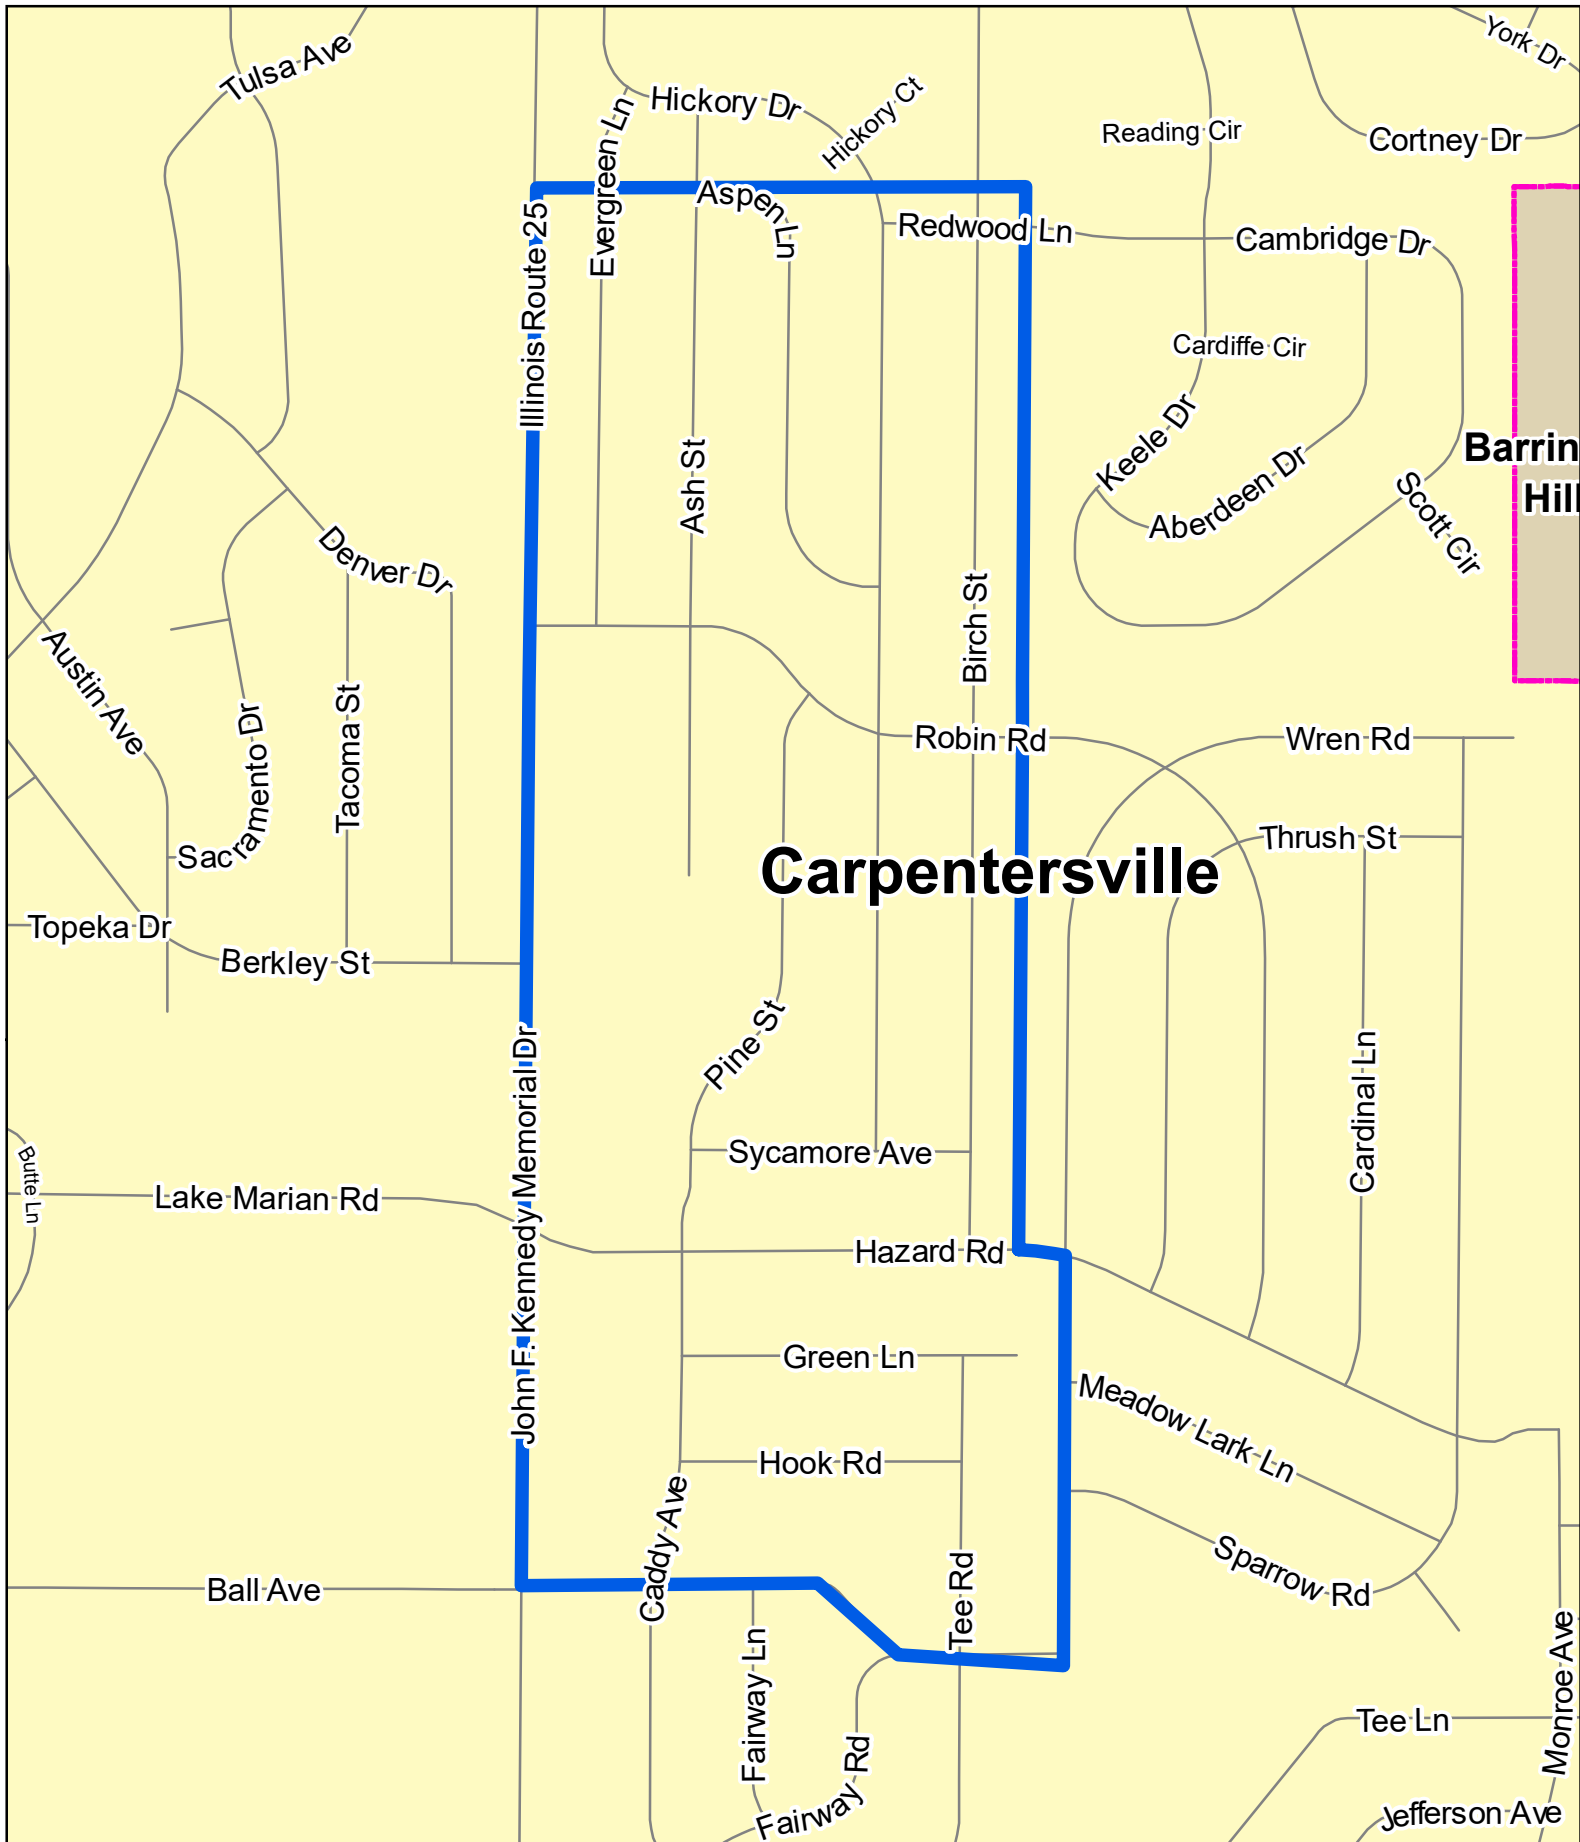 York Dr
Tulsa Ave
Hickory Dr
Hickory Ct
Reading Cir
Cortney Dr
Evergreen Ln
Aspen Ln
Illinois Route 25
Redwood Ln
Cambridge Dr
Cardiffe Cir
Keele Dr
Aberdeen Dr
Scott Cir
Barrin
Hill
Ash St
Denver Dr
Birch St
Austin Ave
Sacramento Dr
Tacoma St
Robin Rd
Wren Rd
Thrush St
Carpentersville
Topeka Dr
Berkley St
Pine St
John F. Kennedy Memorial Dr
Cardinal Ln
Sycamore Ave
Butte Ln
Lake Marian Rd
Hazard Rd
Green Ln
Meadow Lark Ln
Hook Rd
Caddy Ave
Sparrow Rd
Ball Ave
Tee Rd
Fairway Ln
Monroe Ave
Tee Ln
Fairway Rd
Jefferson Ave